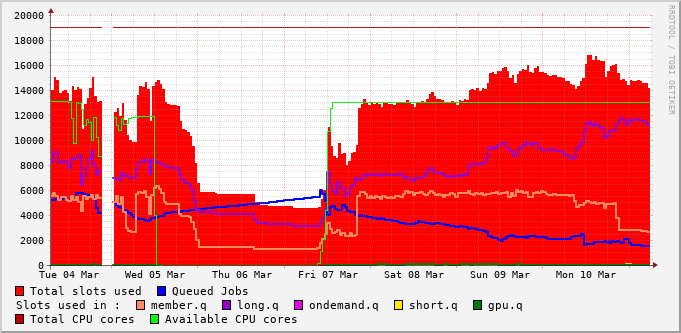 20000
18000
16000
14000
12000
10000
8000
6000
4000
2000
0
Tue 04 Mar Wed 05 Mar Thu 06 Mar Fri 07 Mar Sat 08 Mar Sun 09 Mar Mon 10 Mar
Total slots used Queued Jobs
Slots used in : member.q long.q ondemand.q short.q gpu.q
Total CPU cores Available CPU cores
RRDTOOL / TOBI OETIKER